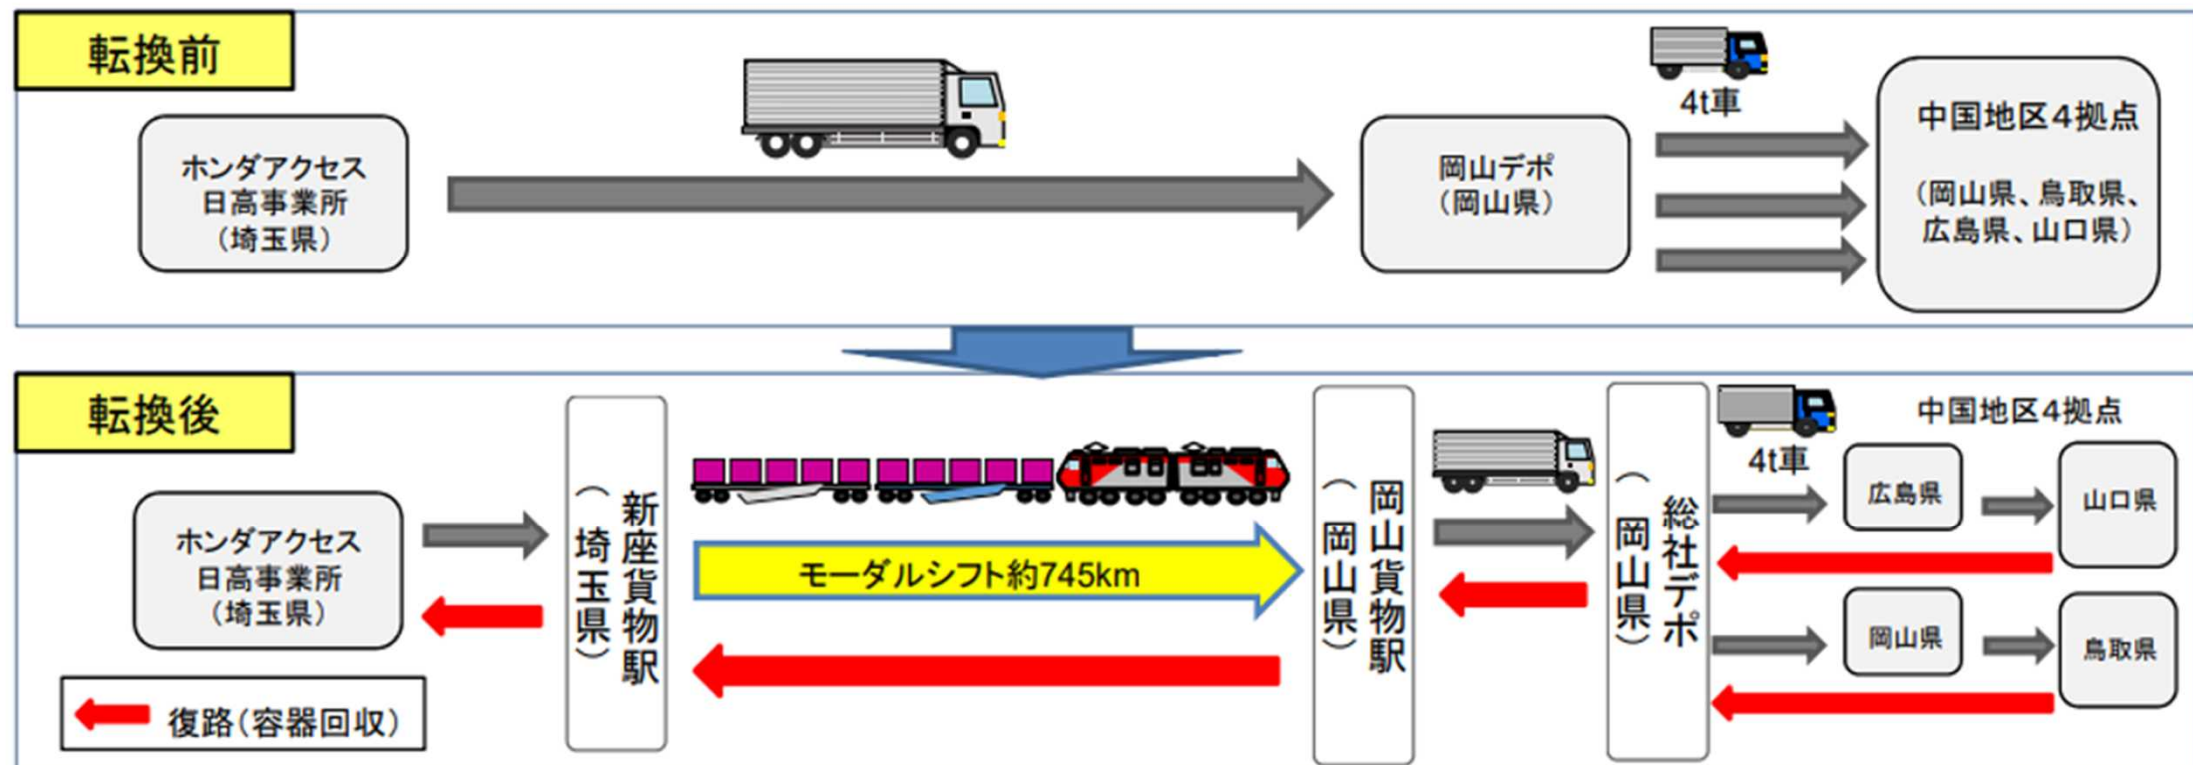 転換前
ホンダアクセス
日高事業所
（埼玉県）
岡山デポ
（岡山県）
4t車
中国地区4拠点
（岡山県、鳥取県、
広島県、山口県）
転換後
ホンダアクセス
日高事業所
（埼玉県）
新座貨物駅
（埼玉県）
モーダルシフト約745km
岡山貨物駅
（岡山県）
総社デポ
（岡山県）
4t車
中国地区4拠点
広島県
山口県
岡山県
鳥取県
復路（容器回収）